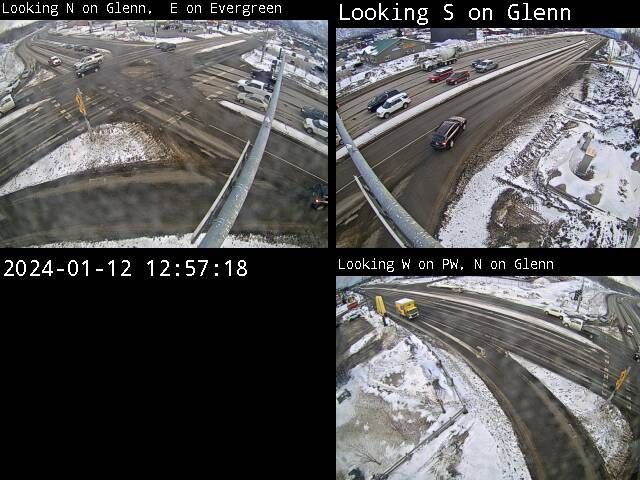 Looking N on Glenn,  E on Evergreen
Looking S on Glenn
2024-01-12 12:57:18
Looking W on PW, N on Glenn